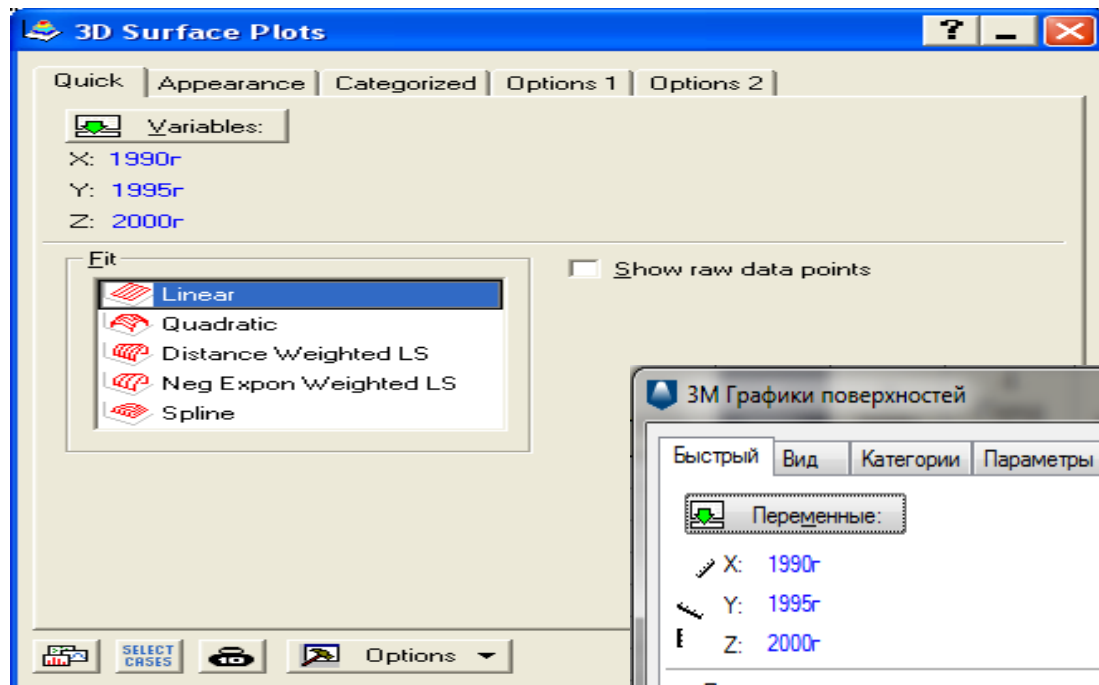 3D Surface Plots
Quick Appearance Categorized Options 1 Options 2
Variables:
X: 1990г
Y: 1995г
Z: 2000г
Fit
Show raw data points
Linear
Quadratic
Distance Weighted LS
Neg Expon Weighted LS
Spline
SELECT
CASES
Options
3М Графики поверхностей
Быстрый Вид Категории Параметры
Переменные:
X: 1990г
Y: 1995г
Z: 2000г